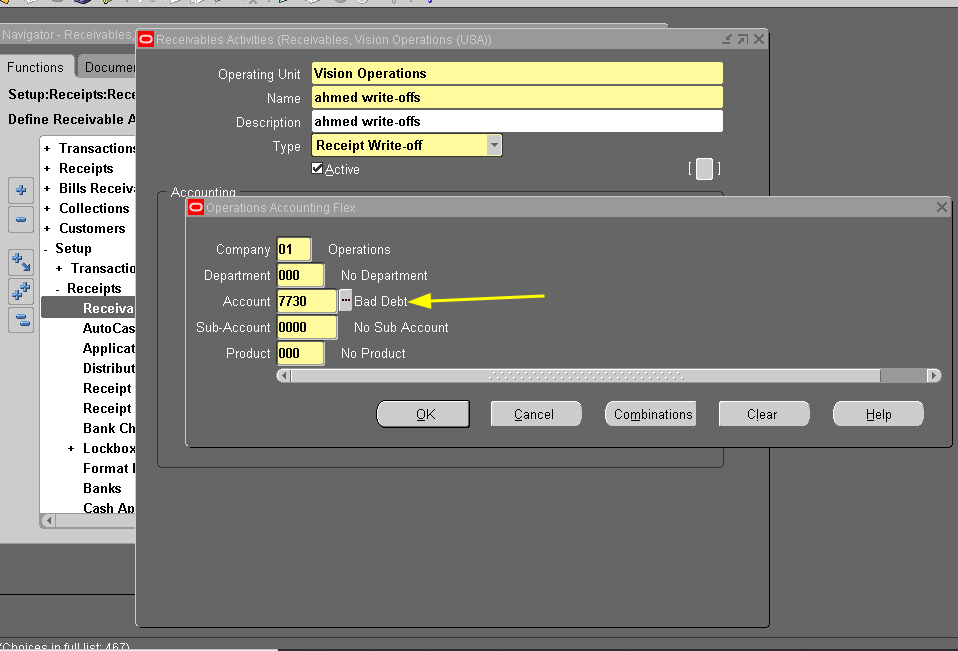 Navigator - Receivables,
Functions
Documen
Setup:Receipts:Rece
Define Receivable A
+ Transactions
+ Receipts
+ Bills Receiva
+ Collections
+ Customers
- Setup
+ Transactio
- Receipts
Receiva
AutoCas
Applicat
Distribut
Receipt
Receipt
Bank Ch
+ Lockbox
Format
Banks
Cash Ap
Receivables Activities (Receivables, Vision Operations (USA))
Operating Unit Vision Operations
Name ahmed write-offs
Description ahmed write-offs
Type Receipt Write-off
Active
[ ]
Accounting
Operations Accounting Flex
Company 01 Operations
Department 000 No Department
Account 7730 ... Bad Debt
Sub-Account 0000 No Sub Account
Product 000 No Product
OK Cancel Combinations Clear Help
(Choices in full list: 467)